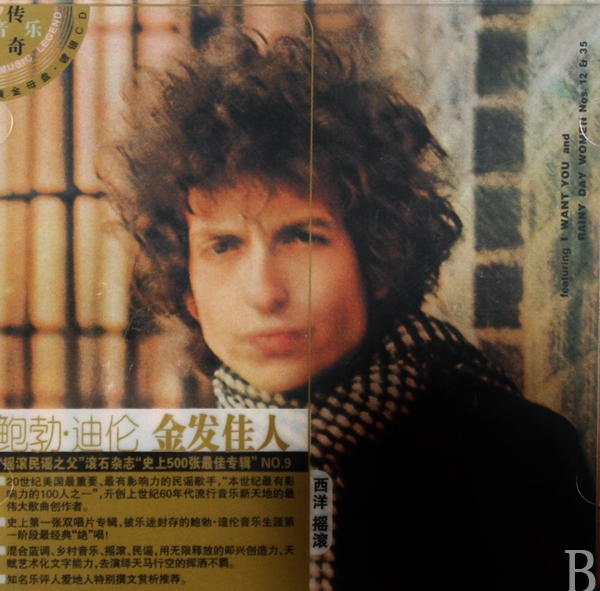 传奇
音乐
MUSIC LEGEND
featuring I WANT YOU and
RAINY DAY WOMEN Nos. 12 & 35
鲍勃·迪伦 金发佳人
"摇滚民谣之父"滚石杂志"史上500张最佳专辑" NO.9
20世纪美国最重要、最有影响力的民谣歌手，"本世纪最有影
响力的100人之一"，开创上世纪60年代流行音乐新天地的最
伟大歌曲创作者。
史上第一张双唱片专辑，被乐迷封存的鲍勃·迪伦音乐生涯第
一阶段最经典"绝"唱！
混合蓝调、乡村音乐、摇滚、民谣，用无限释放的即兴创造力、天
赋艺术化文字能力，去演绎天马行空的挥洒不羁。
知名乐评人爱地人特别撰文赏析推荐。
西洋 摇滚
B